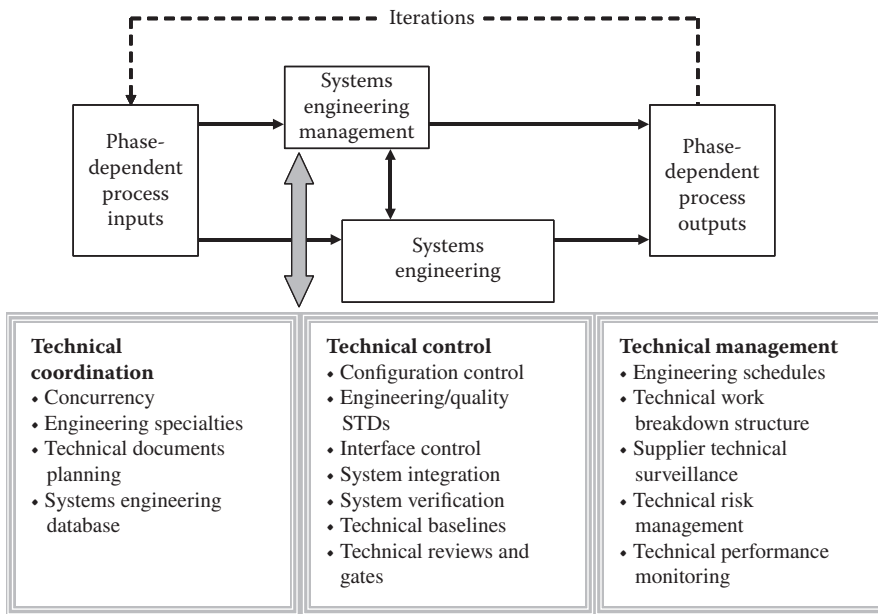 Iterations
Systems
engineering
management
Phase-
dependent
process
inputs
Phase-
dependent
process
outputs
Systems
engineering
Technical
coordination
• Concurrency
• Engineering specialties
• Technical documents
planning
• Systems engineering
database
Technical control
• Configuration control
• Engineering/quality
STDs
• Interface control
• System integration
• System verification
• Technical baselines
• Technical reviews and
gates
Technical management
• Engineering schedules
• Technical work
breakdown structure
• Supplier technical
surveillance
• Technical risk
management
• Technical performance
monitoring